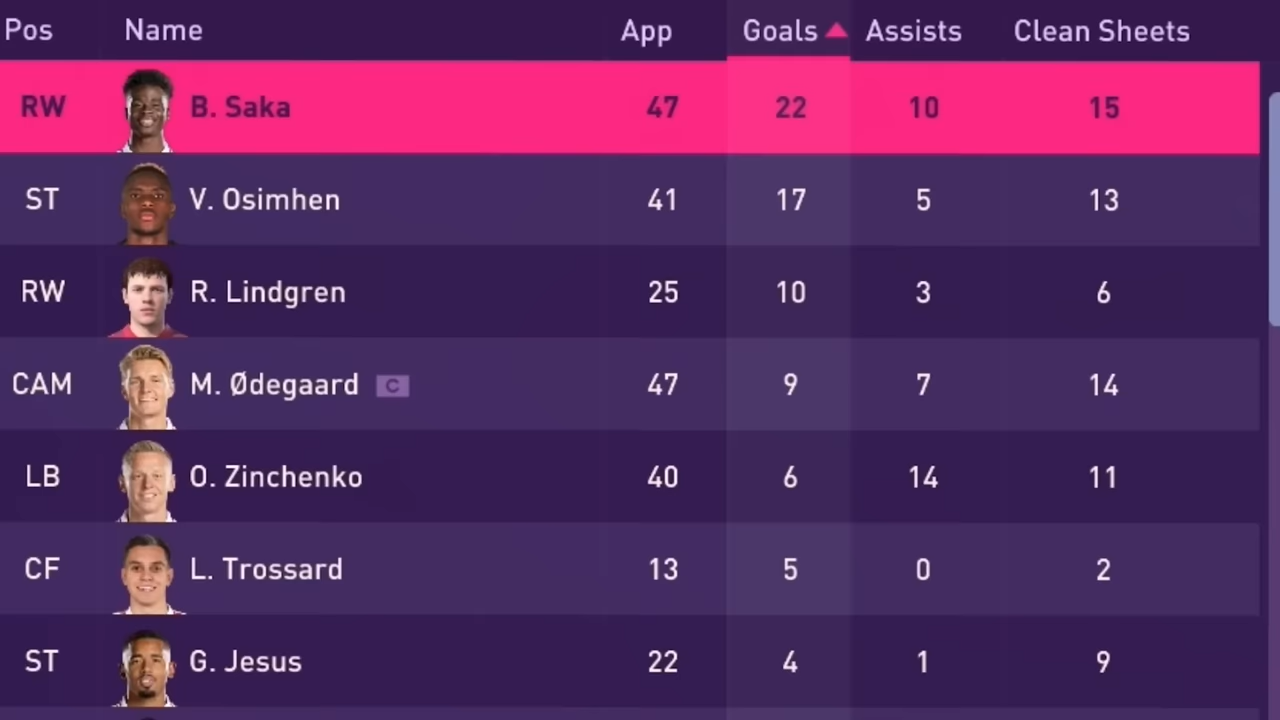 Pos Name App Goals Assists Clean Sheets
RW B. Saka 47 22 10 15
ST V. Osimhen 41 17 5 13
RW R. Lindgren 25 10 3 6
CAM M. Ødegaard C 47 9 7 14
LB O. Zinchenko 40 6 14 11
CF L. Trossard 13 5 0 2
ST G. Jesus 22 4 1 9